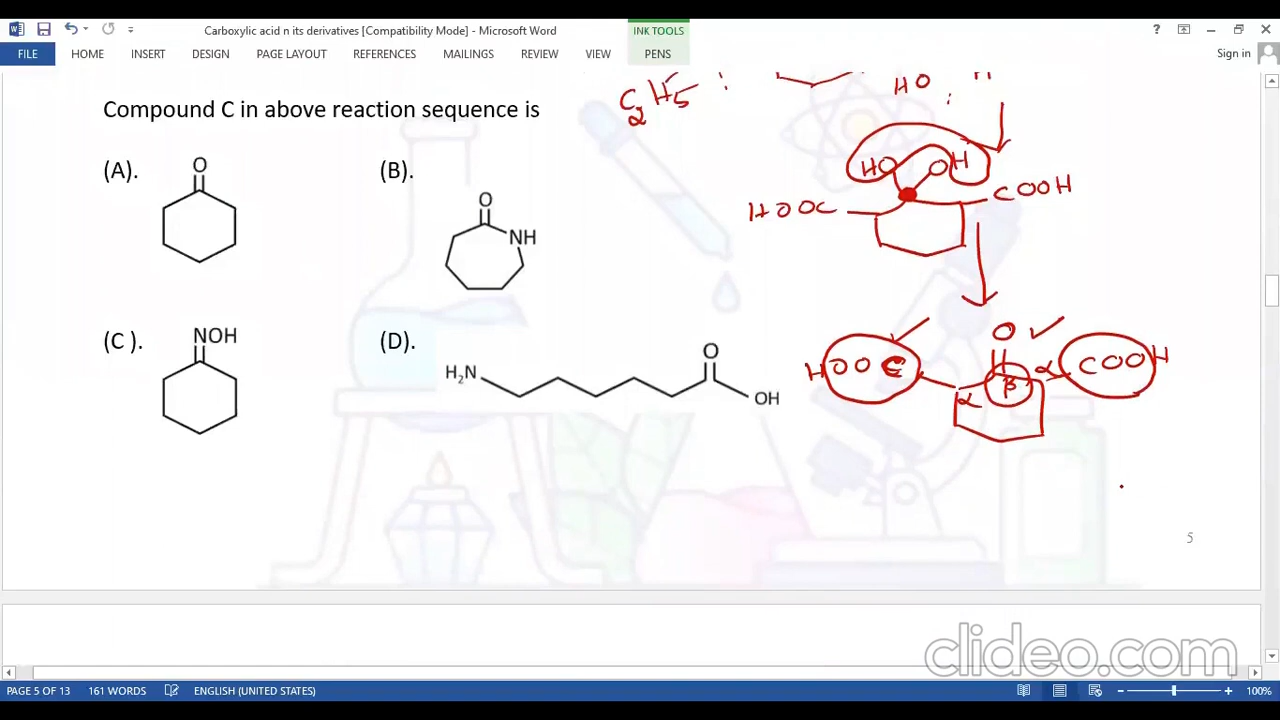 Carboxylic acid n its derivatives [Compatibility Mode] - Microsoft Word
INK TOOLS
?
Sign in
FILE HOME INSERT DESIGN PAGE LAYOUT REFERENCES MAILINGS REVIEW VIEW PENS
C2H5
HO H
Compound C in above reaction sequence is
HO OH
HOOC COOH
(A). O
(B). O
NH
(C ). NOH
(D). O
H2N
OH
O
HOOC β α COOH
α
5
clideo.com
PAGE 5 OF 13 161 WORDS ENGLISH (UNITED STATES) 100%